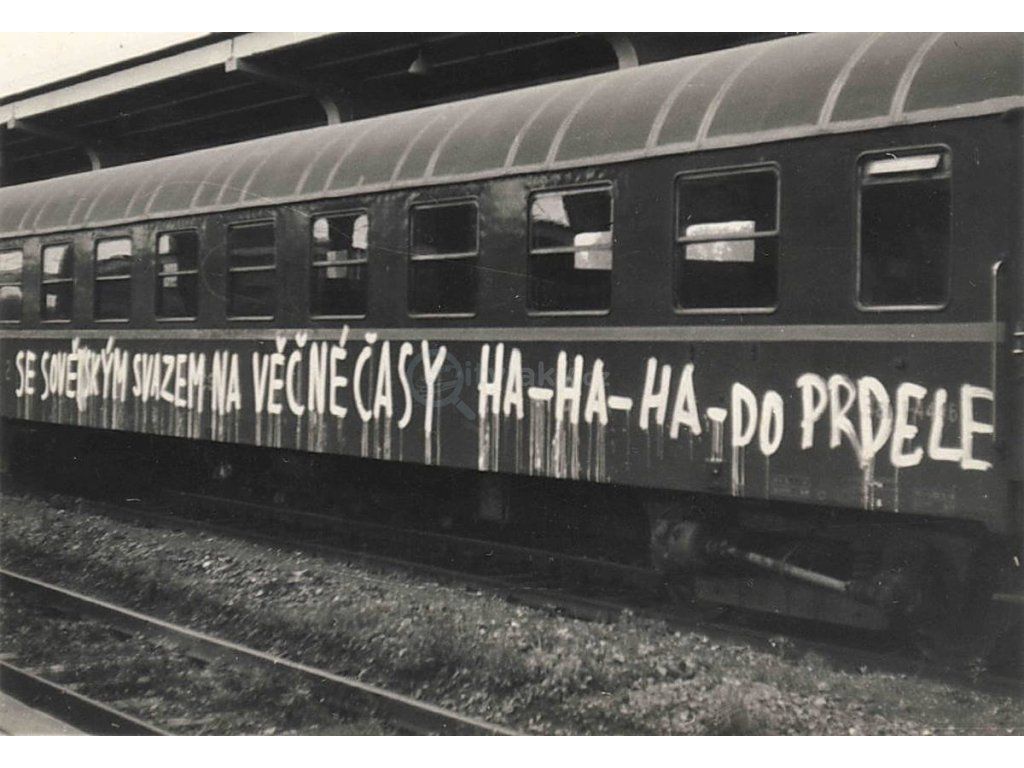 SE SOVĚTSKÝM SVAZEM NA VĚČNÉ ČASY HA-HA-HA-DO PRDELE